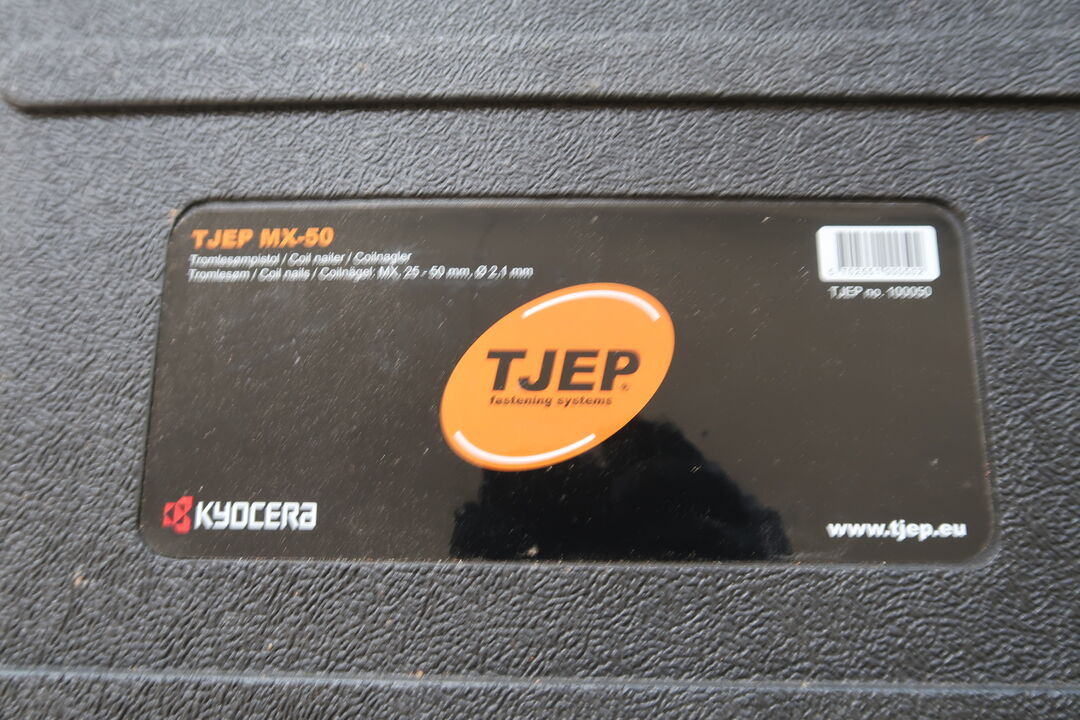 TJEP MX-50
Tromlesømpistol / Coil nailer / Coilnagler
Tromlesøm / Coil nails / Coilnägel: MX, 25 - 50 mm, Ø 2,1 mm
TJEP no. 100050
TJEP®
fastening systems
KYOCERA
www.tjep.eu